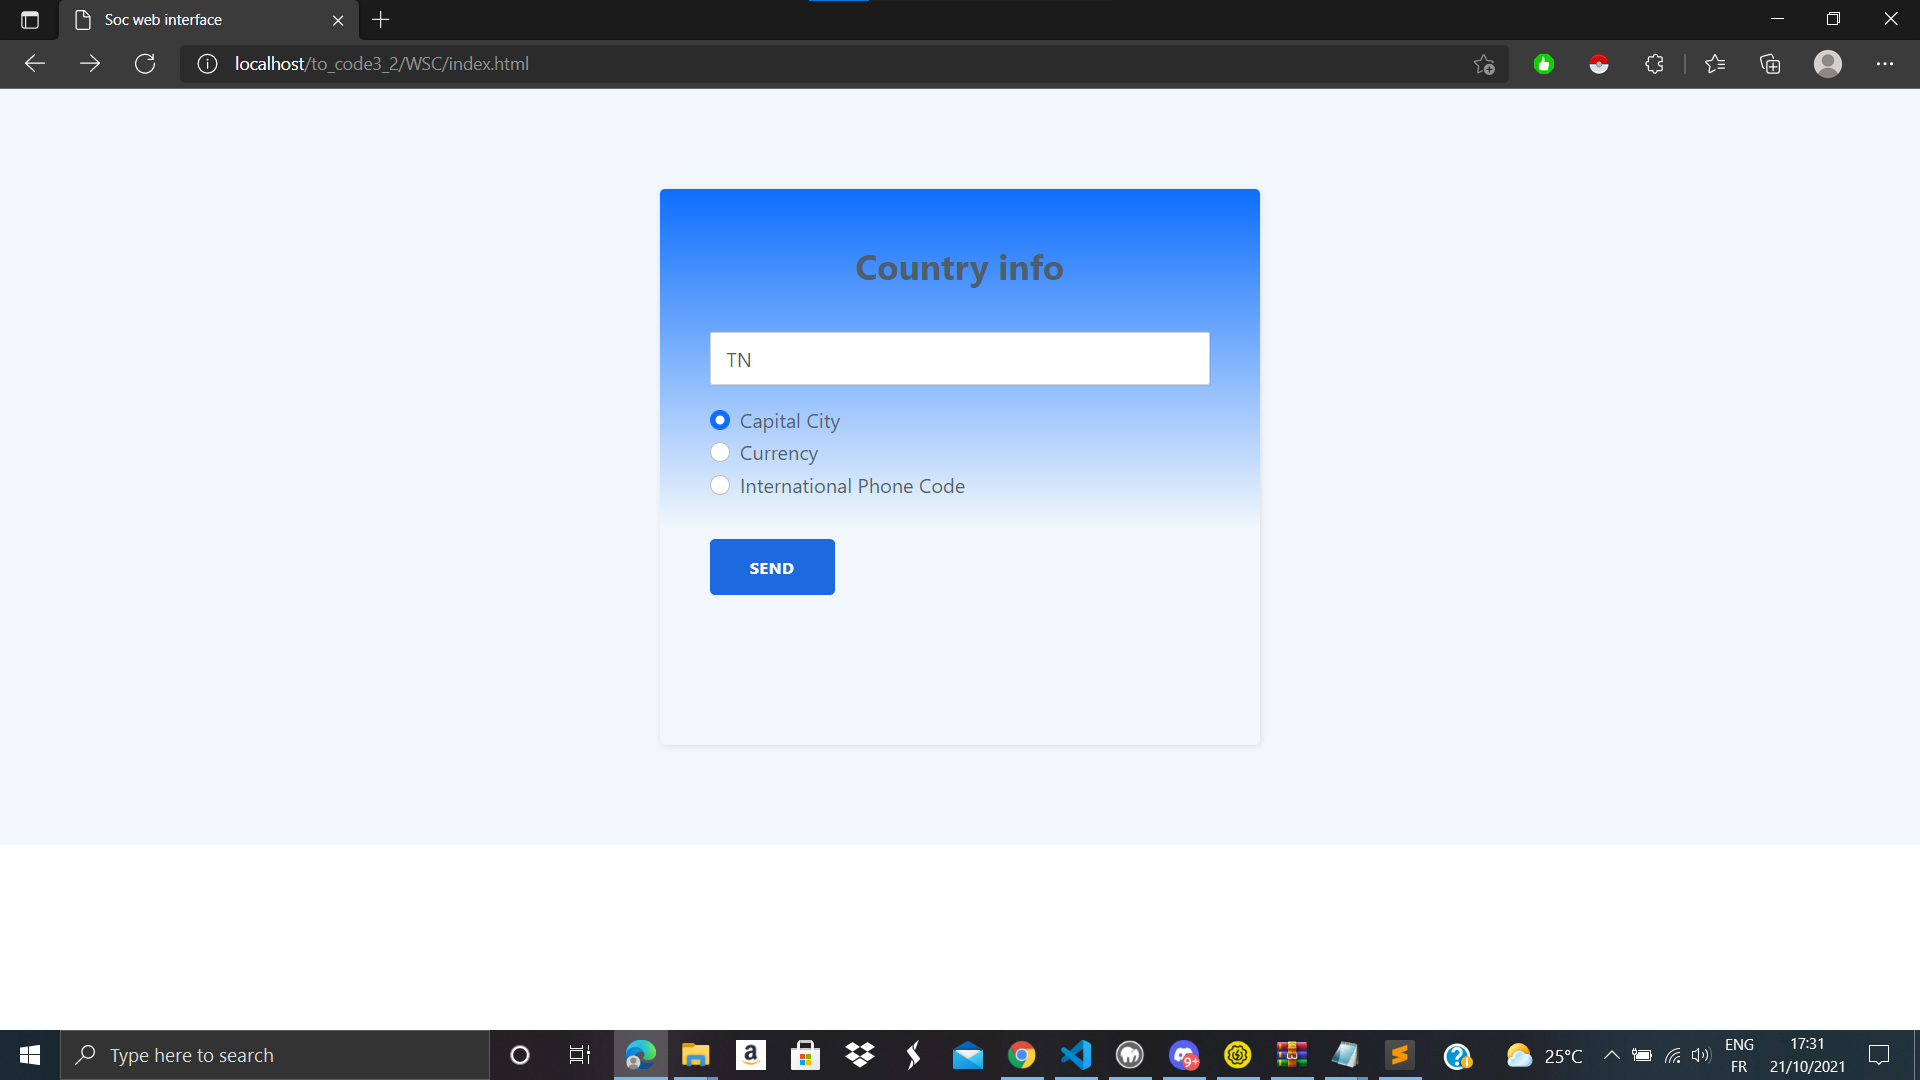 Soc web interface
localhost/to_code3_2/WSC/index.html
Country info
TN
Capital City
Currency
International Phone Code
SEND
Type here to search
a
9+
25°C
ENG
FR
17:31
21/10/2021